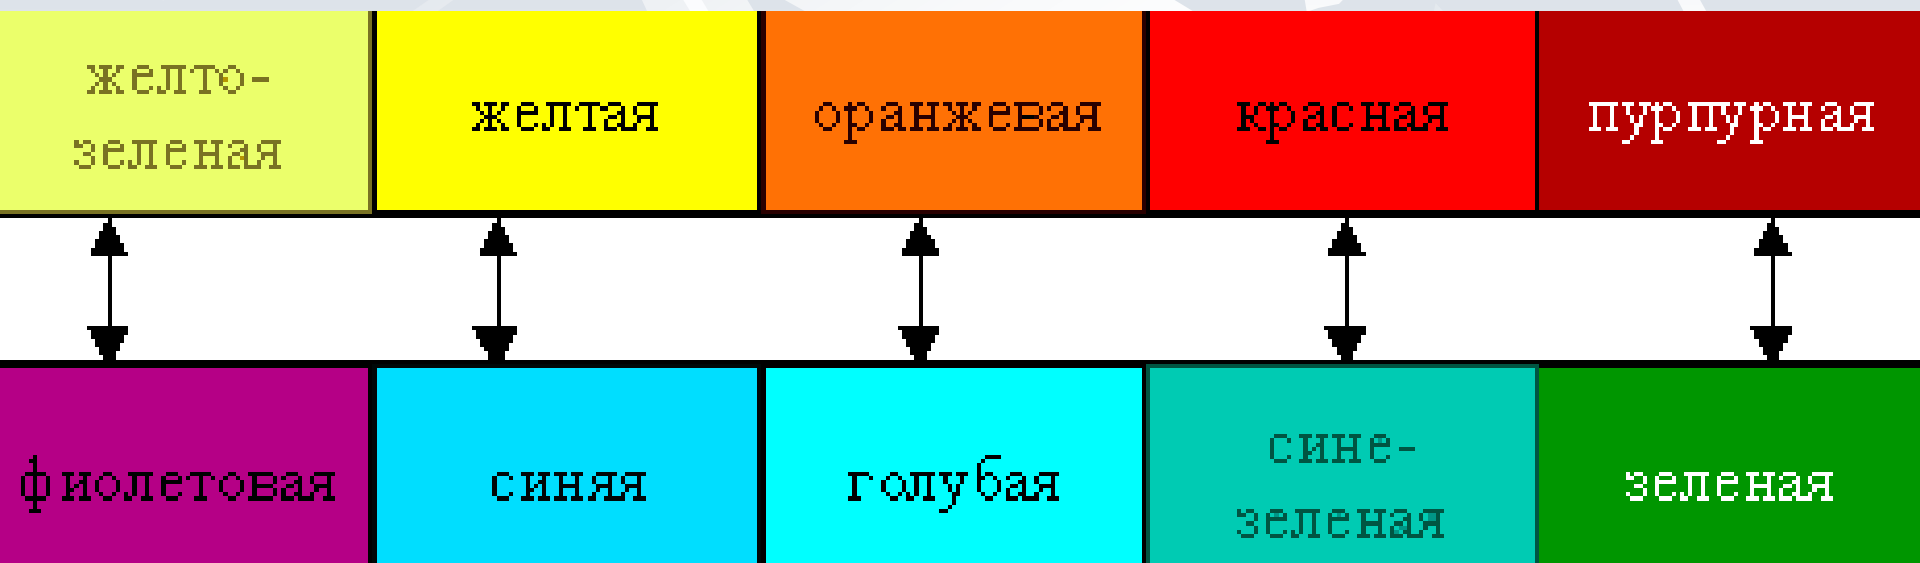 желто-
зеленая
желтая
оранжевая
красная
пурпурная
фиолетовая
синяя
голубая
сине-
зеленая
зеленая